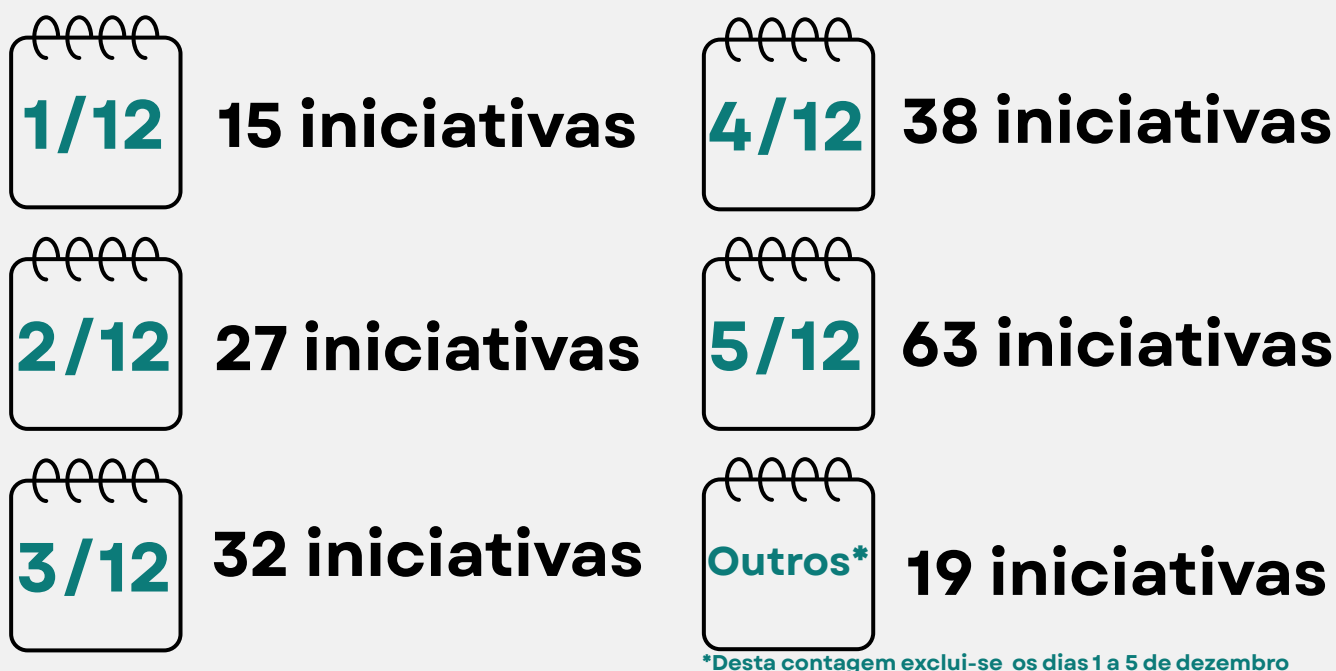 1/12
15 iniciativas
2/12
27 iniciativas
3/12
32 iniciativas
4/12
38 iniciativas
5/12
63 iniciativas
Outros*
19 iniciativas
*Desta contagem exclui-se os dias 1 a 5 de dezembro